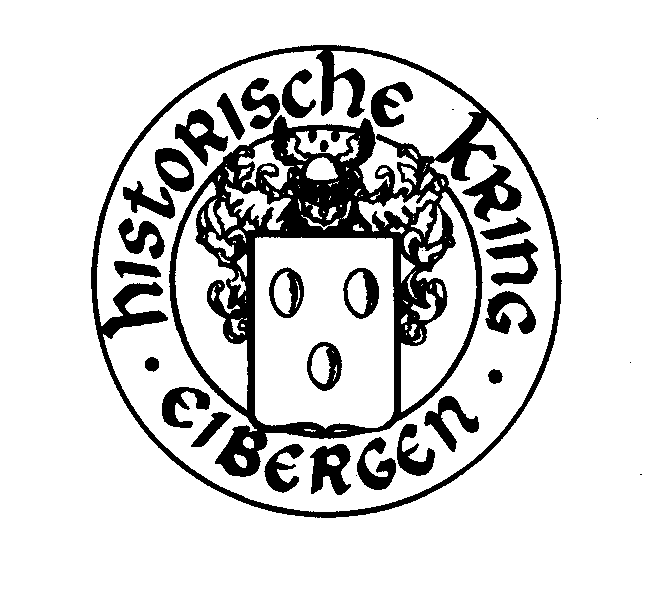 hISTORISChE KRING
• EIBERGEN •